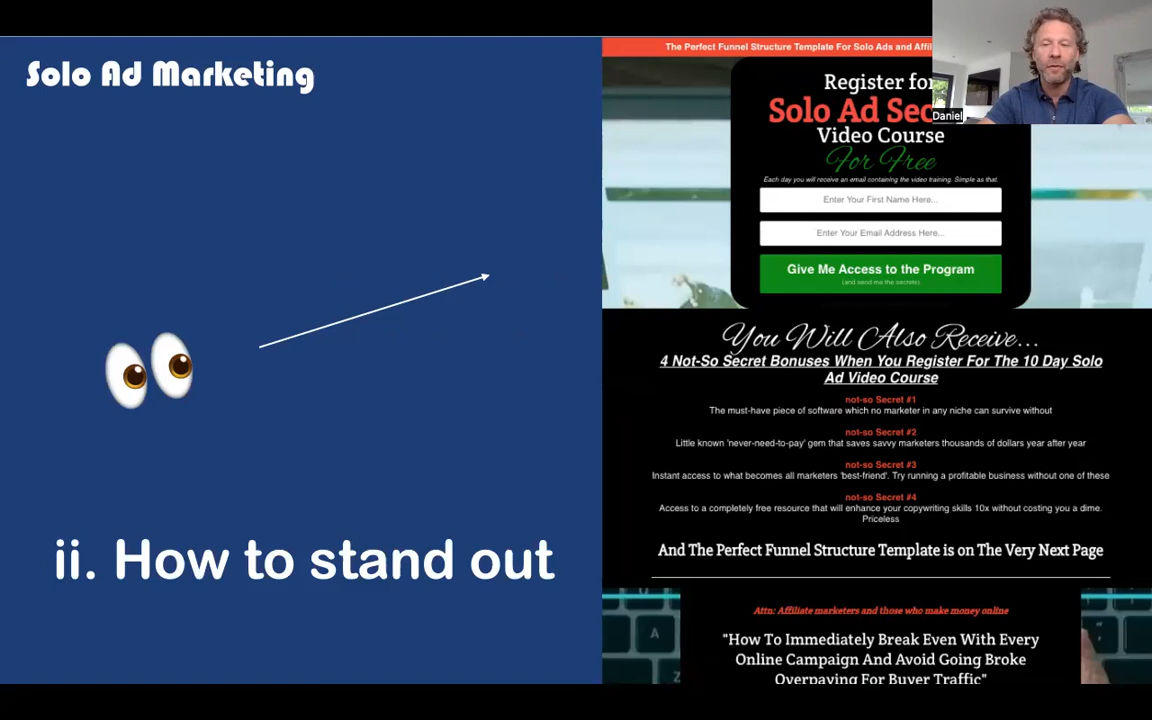 Solo Ad Marketing
ii. How to stand out
The Perfect Funnel Structure Template For Solo Ads and
Register for
Solo Ad
Video Course
For Free
Each day you will receive an email containing the video training. Simple as that.
Enter Your First Name Here...
Enter Your Email Address Here...
Give Me Access to the Program
(and send me the secrets)
You Will Also Receive...
4 Not-So Secret Bonuses When You Register For The 10 Day Solo
Ad Video Course
not-so Secret #1
The must-have piece of software which no marketer in any niche can survive without
not-so Secret #2
Little known 'never-need-to-pay' gem that saves savvy marketers thousands of dollars year after year
not-so Secret #3
Instant access to what becomes all marketers 'best-friend'. Try running a profitable business without one of these
not-so Secret #4
Access to a completely free resource that will enhance your copywriting skills 10x without costing you a dime.
Priceless
And The Perfect Funnel Structure Template is on The Very Next Page
Attn: Affiliate marketers and those who make money online
"How To Immediately Break Even With Every
Online Campaign And Avoid Going Broke
Overpaying For Buyer Traffic"
A
Z
Daniel